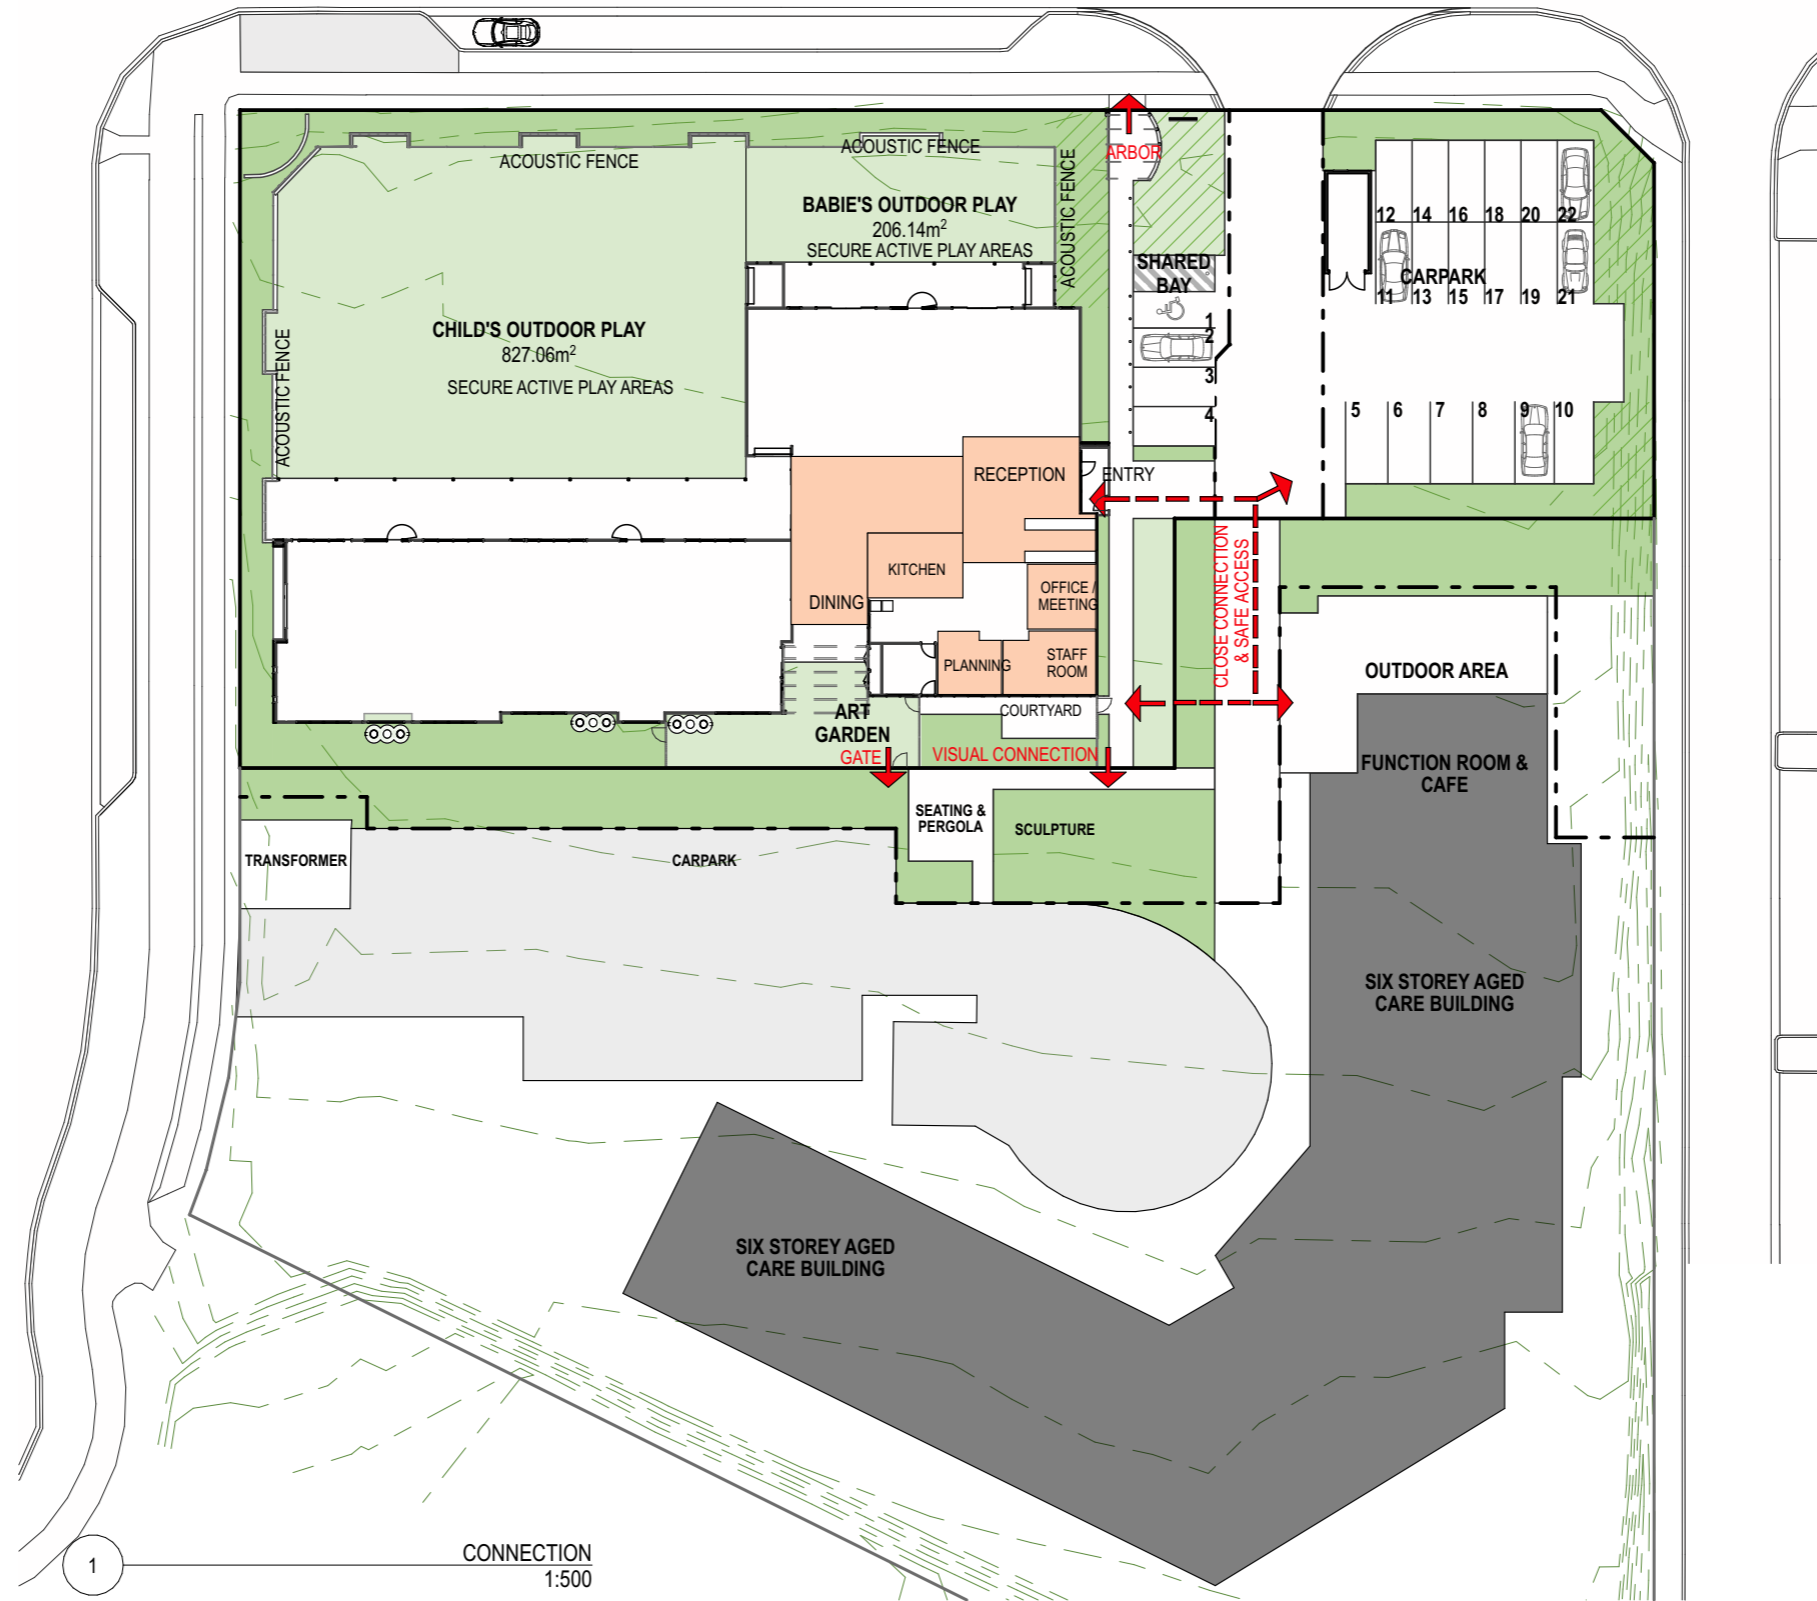 ACOUSTIC FENCE
ACOUSTIC FENCE
ACOUSTIC FENCE
ACOUSTIC FENCE
ARBOR
BABIE'S OUTDOOR PLAY
206.14m²
SECURE ACTIVE PLAY AREAS
CHILD'S OUTDOOR PLAY
827.06m²
SECURE ACTIVE PLAY AREAS
SHARED
BAY
1
2
3
4
12 14 16 18 20 22
CARPARK
11 13 15 17 19 21
5 6 7 8 9 10
RECEPTION
ENTRY
KITCHEN
DINING
OFFICE /
MEETING
PLANNING
STAFF
ROOM
CLOSE CONNECTION
& SAFE ACCESS
COURTYARD
ART
GARDEN
GATE
VISUAL CONNECTION
OUTDOOR AREA
FUNCTION ROOM &
CAFE
SEATING &
PERGOLA
SCULPTURE
TRANSFORMER
CARPARK
SIX STOREY AGED
CARE BUILDING
SIX STOREY AGED
CARE BUILDING
1
CONNECTION
1:500